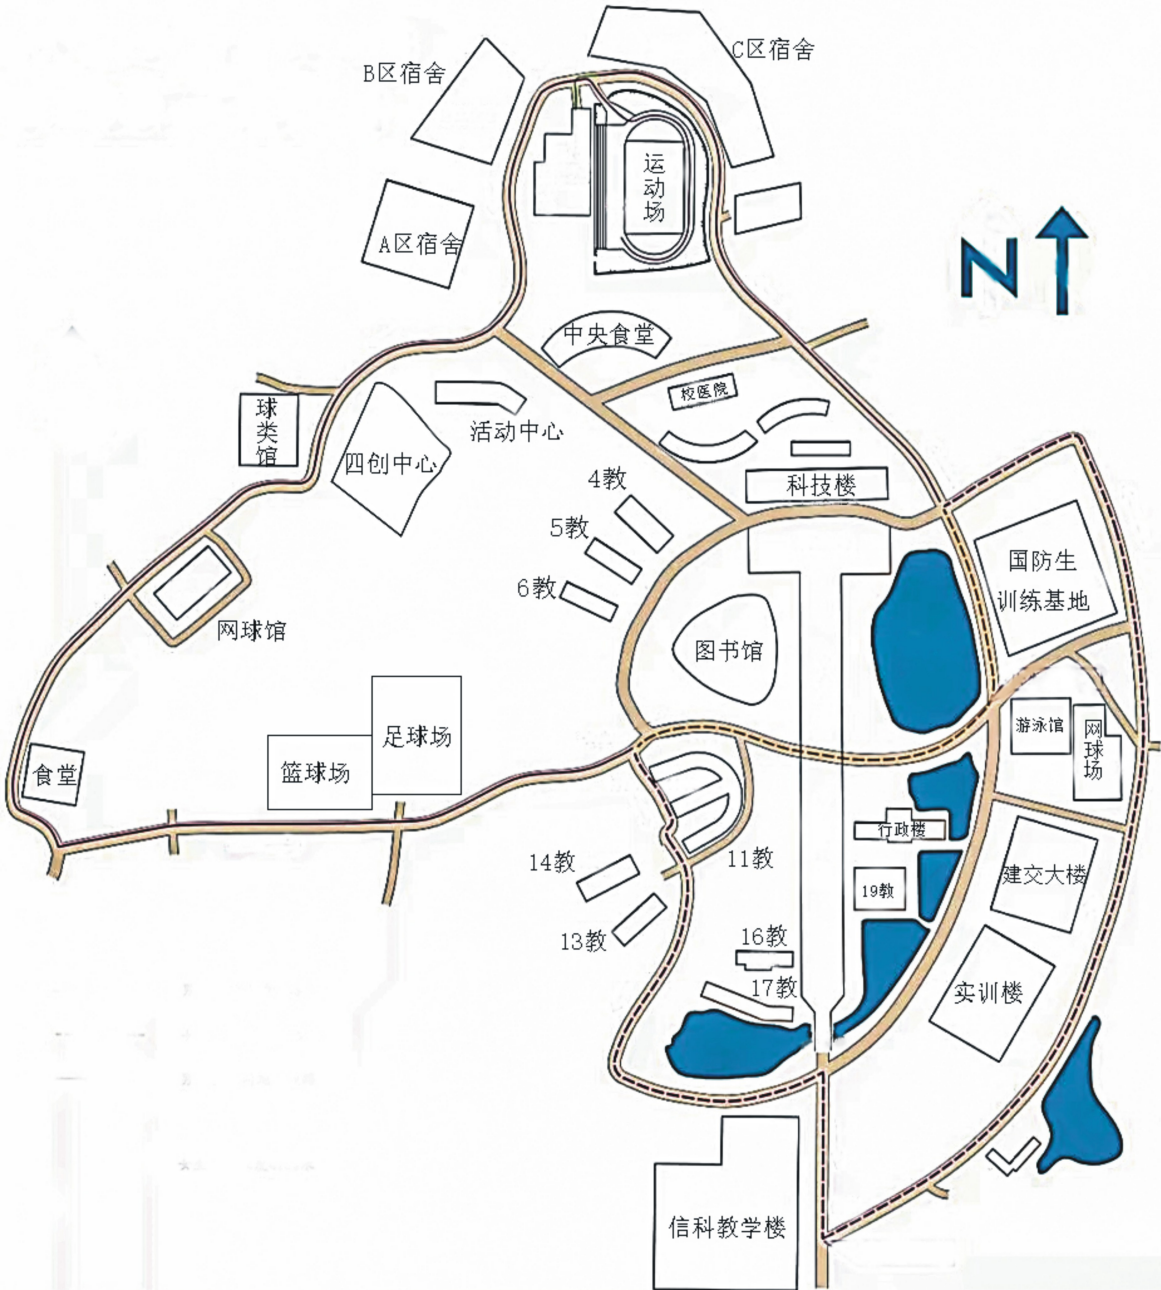 C区宿舍
B区宿舍
运动场
A区宿舍
N
中央食堂
校医院
球类馆
活动中心
四创中心
科技楼
4教
5教
6教
国防生
训练基地
网球馆
图书馆
足球场
游泳馆
网球场
食堂
篮球场
行政楼
14教
11教
建交大楼
19教
13教
16教
17教
实训楼
信科教学楼